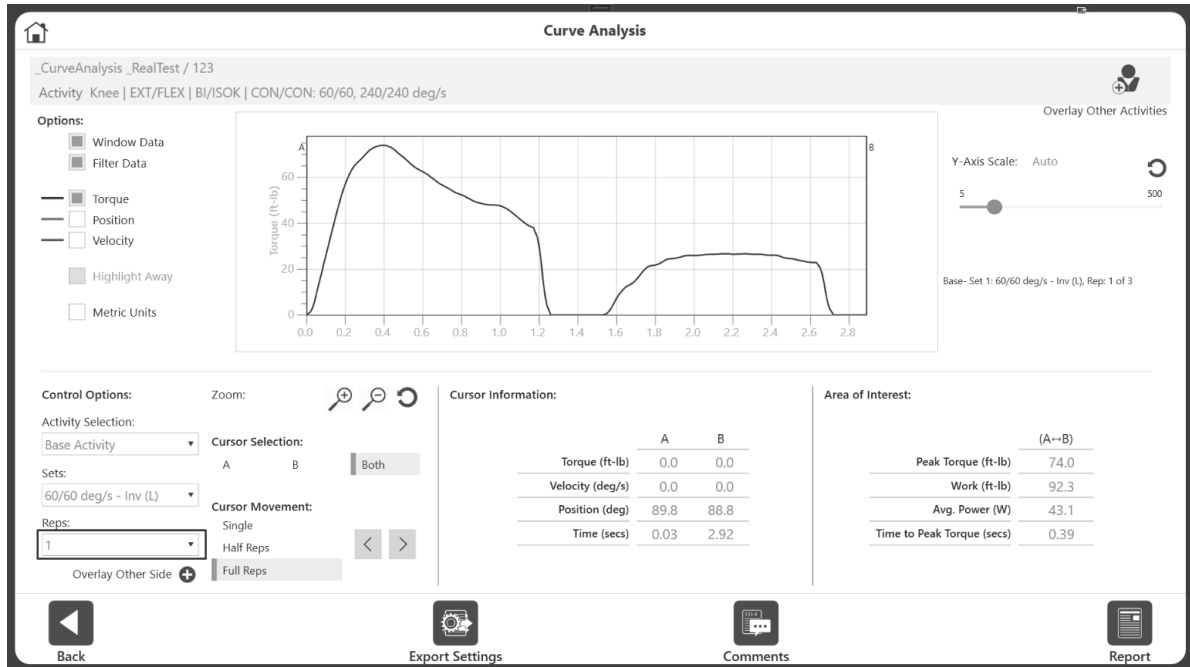 Curve Analysis
_CurveAnalysis _RealTest / 123
Activity Knee | EXT/FLEX | BI/ISOK | CON/CON: 60/60, 240/240 deg/s
Overlay Other Activities
Options:
Window Data
Filter Data
Torque
Position
Velocity
Highlight Away
Metric Units
A
B
Torque (ft-lb)
60
40
20
0
0.0 0.2 0.4 0.6 0.8 1.0 1.2 1.4 1.6 1.8 2.0 2.2 2.4 2.6 2.8
Y-Axis Scale: Auto
5 500
Base- Set 1: 60/60 deg/s - Inv (L), Rep: 1 of 3
Control Options:
Activity Selection:
Base Activity
Sets:
60/60 deg/s - Inv (L)
Reps:
1
Overlay Other Side
Zoom:
Cursor Selection:
A B Both
Cursor Movement:
Single
Half Reps
Full Reps
Cursor Information:
A B
Torque (ft-lb) 0.0 0.0
Velocity (deg/s) 0.0 0.0
Position (deg) 89.8 88.8
Time (secs) 0.03 2.92
Area of Interest:
(A↔B)
Peak Torque (ft-lb) 74.0
Work (ft-lb) 92.3
Avg. Power (W) 43.1
Time to Peak Torque (secs) 0.39
Back
Export Settings
Comments
Report